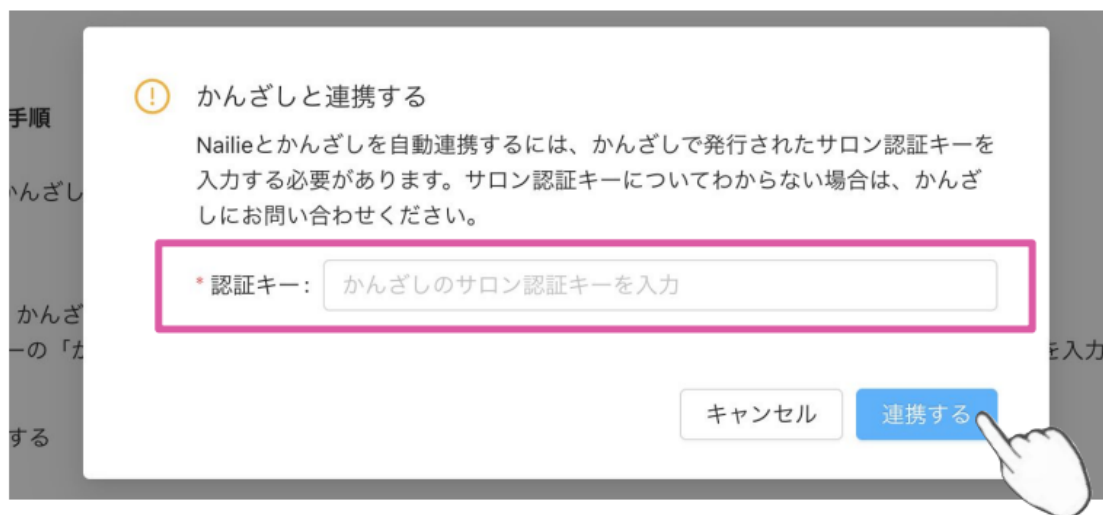 かんざしと連携する
Nailieとかんざしを自動連携するには、かんざしで発行されたサロン認証キーを
入力する必要があります。サロン認証キーについてわからない場合は、かんざ
しにお問い合わせください。
* 認証キー:
かんざしのサロン認証キーを入力
キャンセル
連携する
手順
かんざし
かんざ
ーの「か
を入力
する